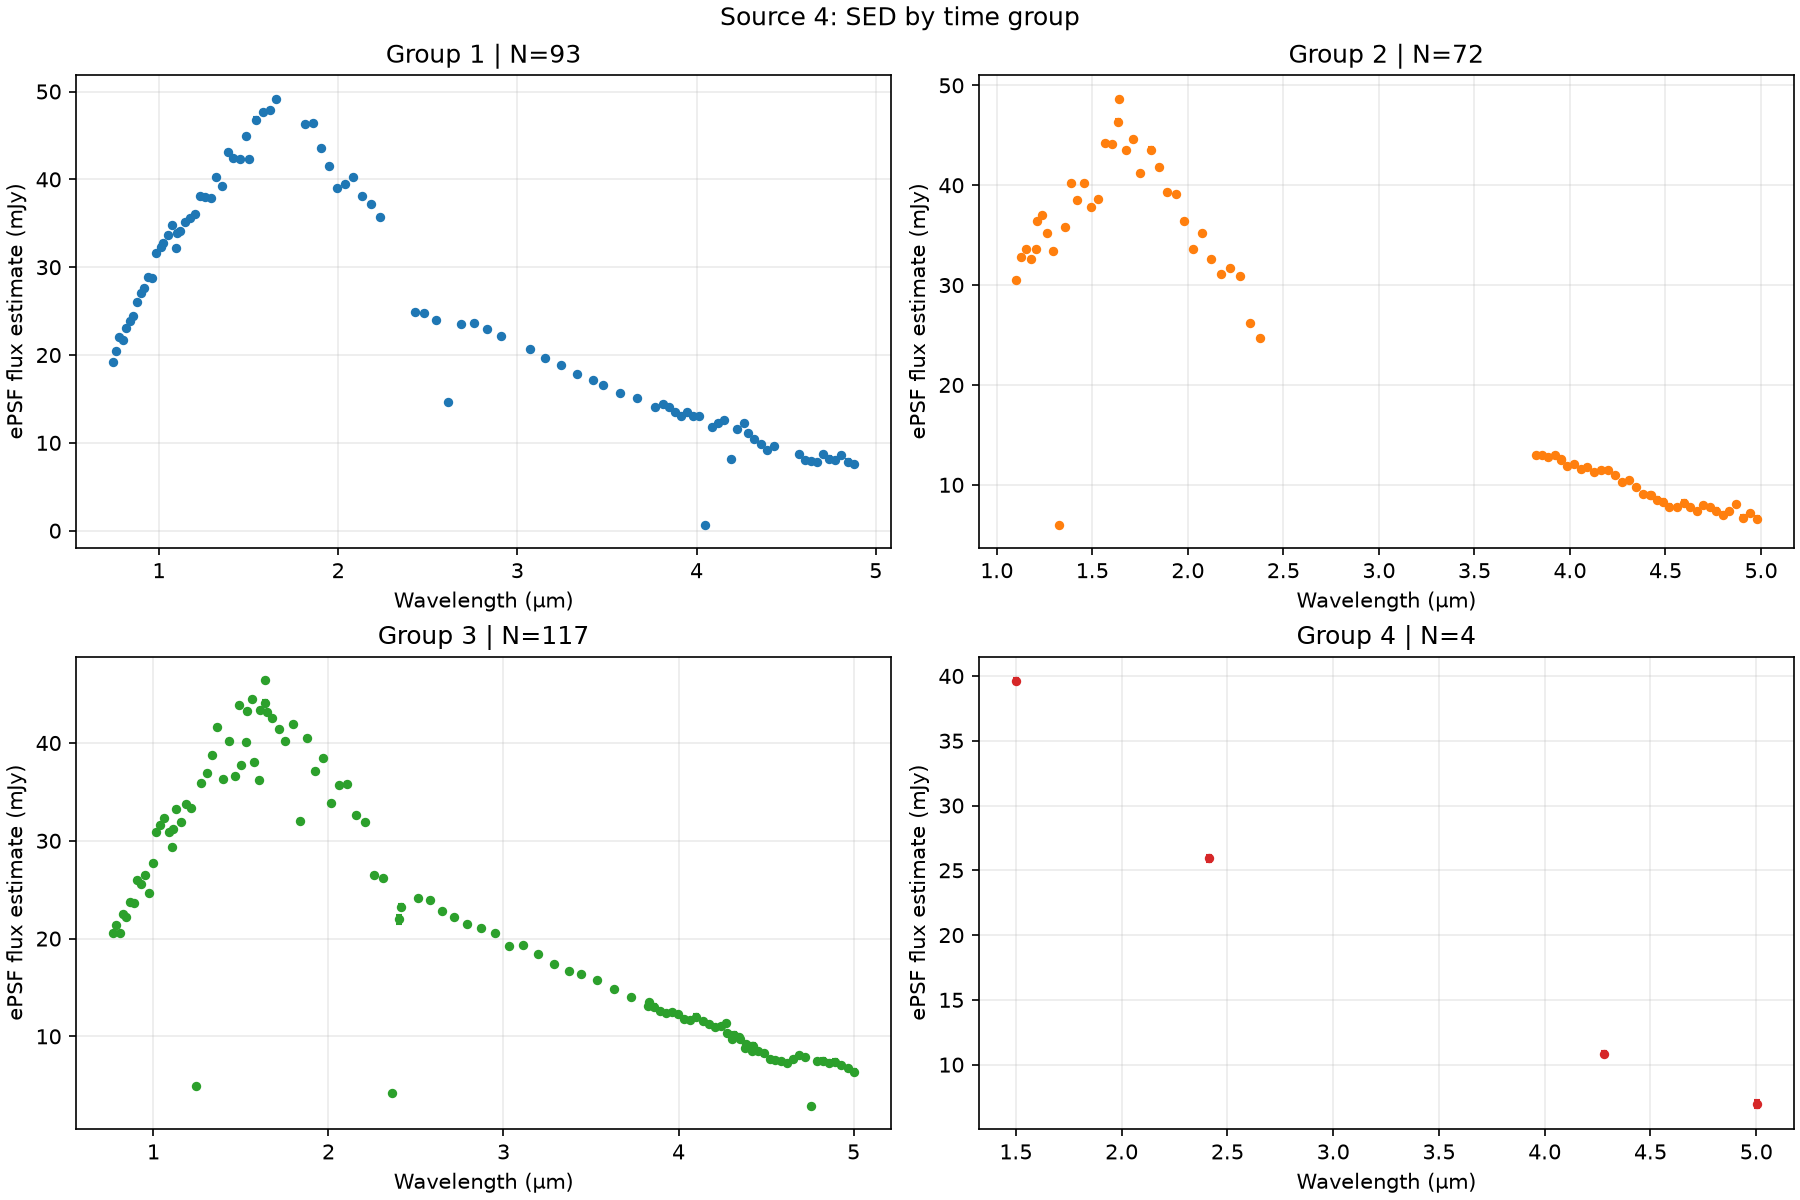 Source 4: SED by time group
Group 1 | N=93
ePSF flux estimate (mJy)
50
40
30
20
10
0
1 2 3 4 5
Wavelength (µm)
Group 2 | N=72
ePSF flux estimate (mJy)
50
40
30
20
10
1.0 1.5 2.0 2.5 3.0 3.5 4.0 4.5 5.0
Wavelength (µm)
Group 3 | N=117
ePSF flux estimate (mJy)
40
30
20
10
1 2 3 4 5
Wavelength (µm)
Group 4 | N=4
ePSF flux estimate (mJy)
40
35
30
25
20
15
10
1.5 2.0 2.5 3.0 3.5 4.0 4.5 5.0
Wavelength (µm)